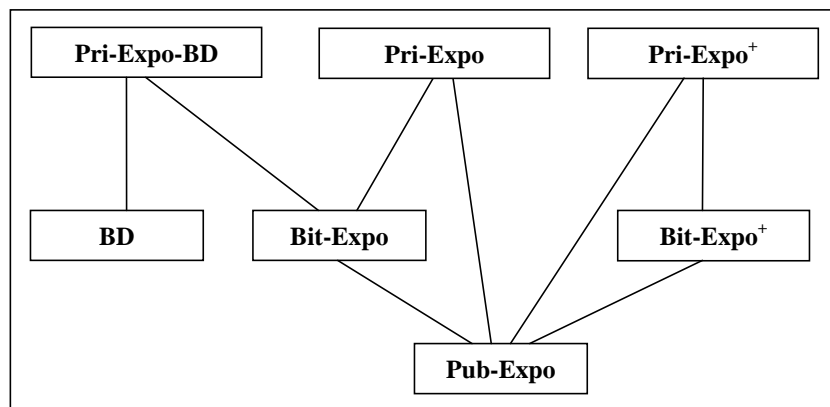 Pri-Expo-BD
Pri-Expo
Pri-Expo⁺
BD
Bit-Expo
Bit-Expo⁺
Pub-Expo